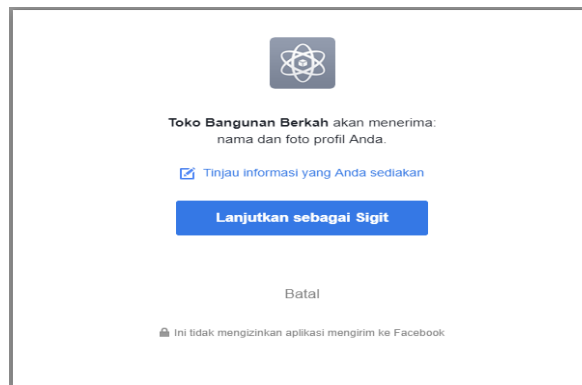 Toko Bangunan Berkah akan menerima:
nama dan foto profil Anda.
Tinjau informasi yang Anda sediakan
Lanjutkan sebagai Sigit
Batal
Ini tidak mengizinkan aplikasi mengirim ke Facebook